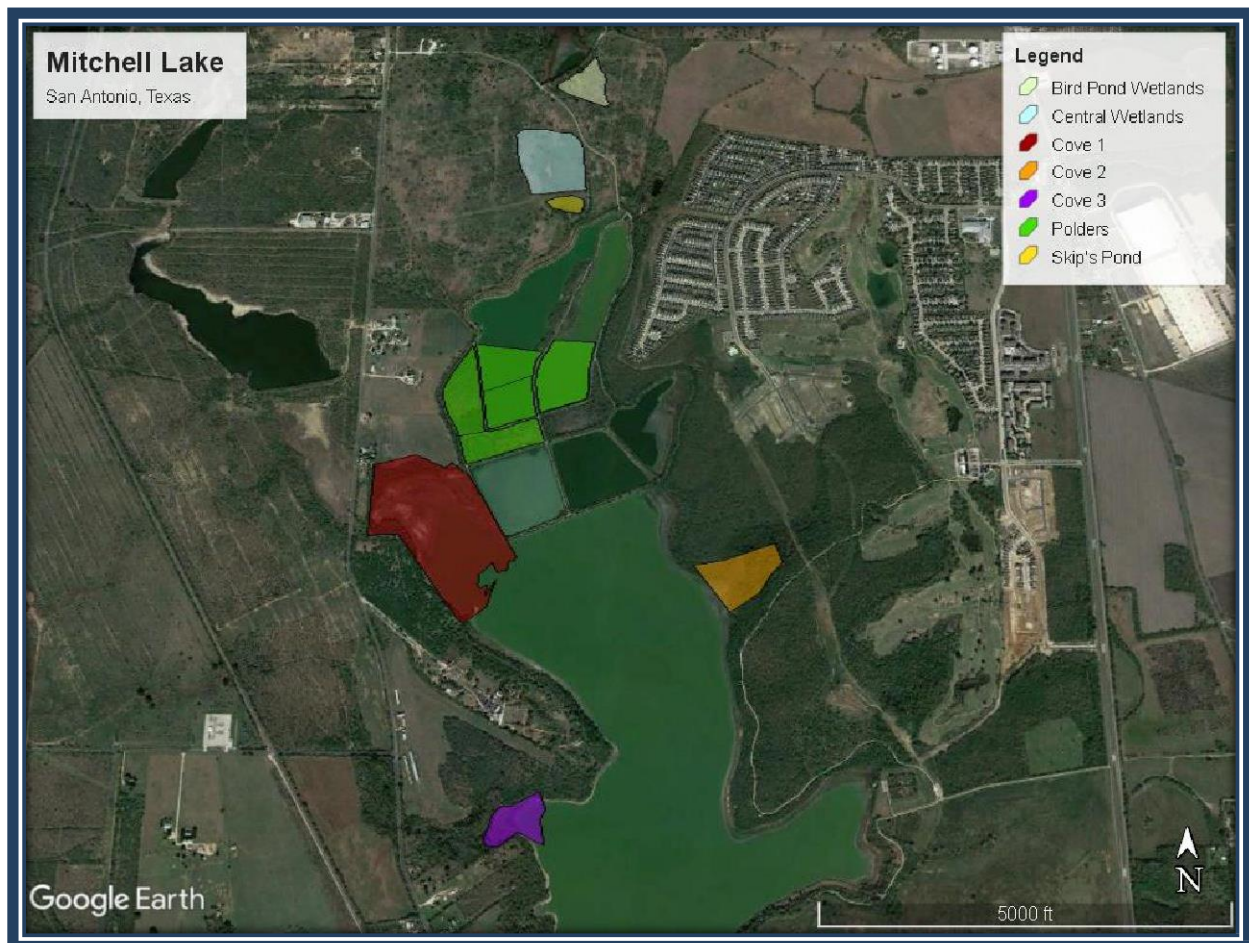 Mitchell Lake
San Antonio, Texas
Legend
Bird Pond Wetlands
Central Wetlands
Cove 1
Cove 2
Cove 3
Polders
Skip's Pond
Google Earth
N
5000 ft